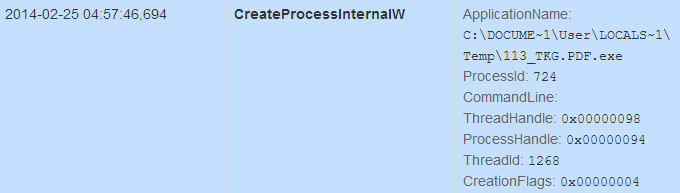 2014-02-25 04:57:46,694 CreateProcessInternalW ApplicationName:
C:\DOCUME~1\User\LOCALS~1\
Temp\113_TKG.PDF.exe
ProcessId: 724
CommandLine:
ThreadHandle: 0x00000098
ProcessHandle: 0x00000094
ThreadId: 1268
CreationFlags: 0x00000004